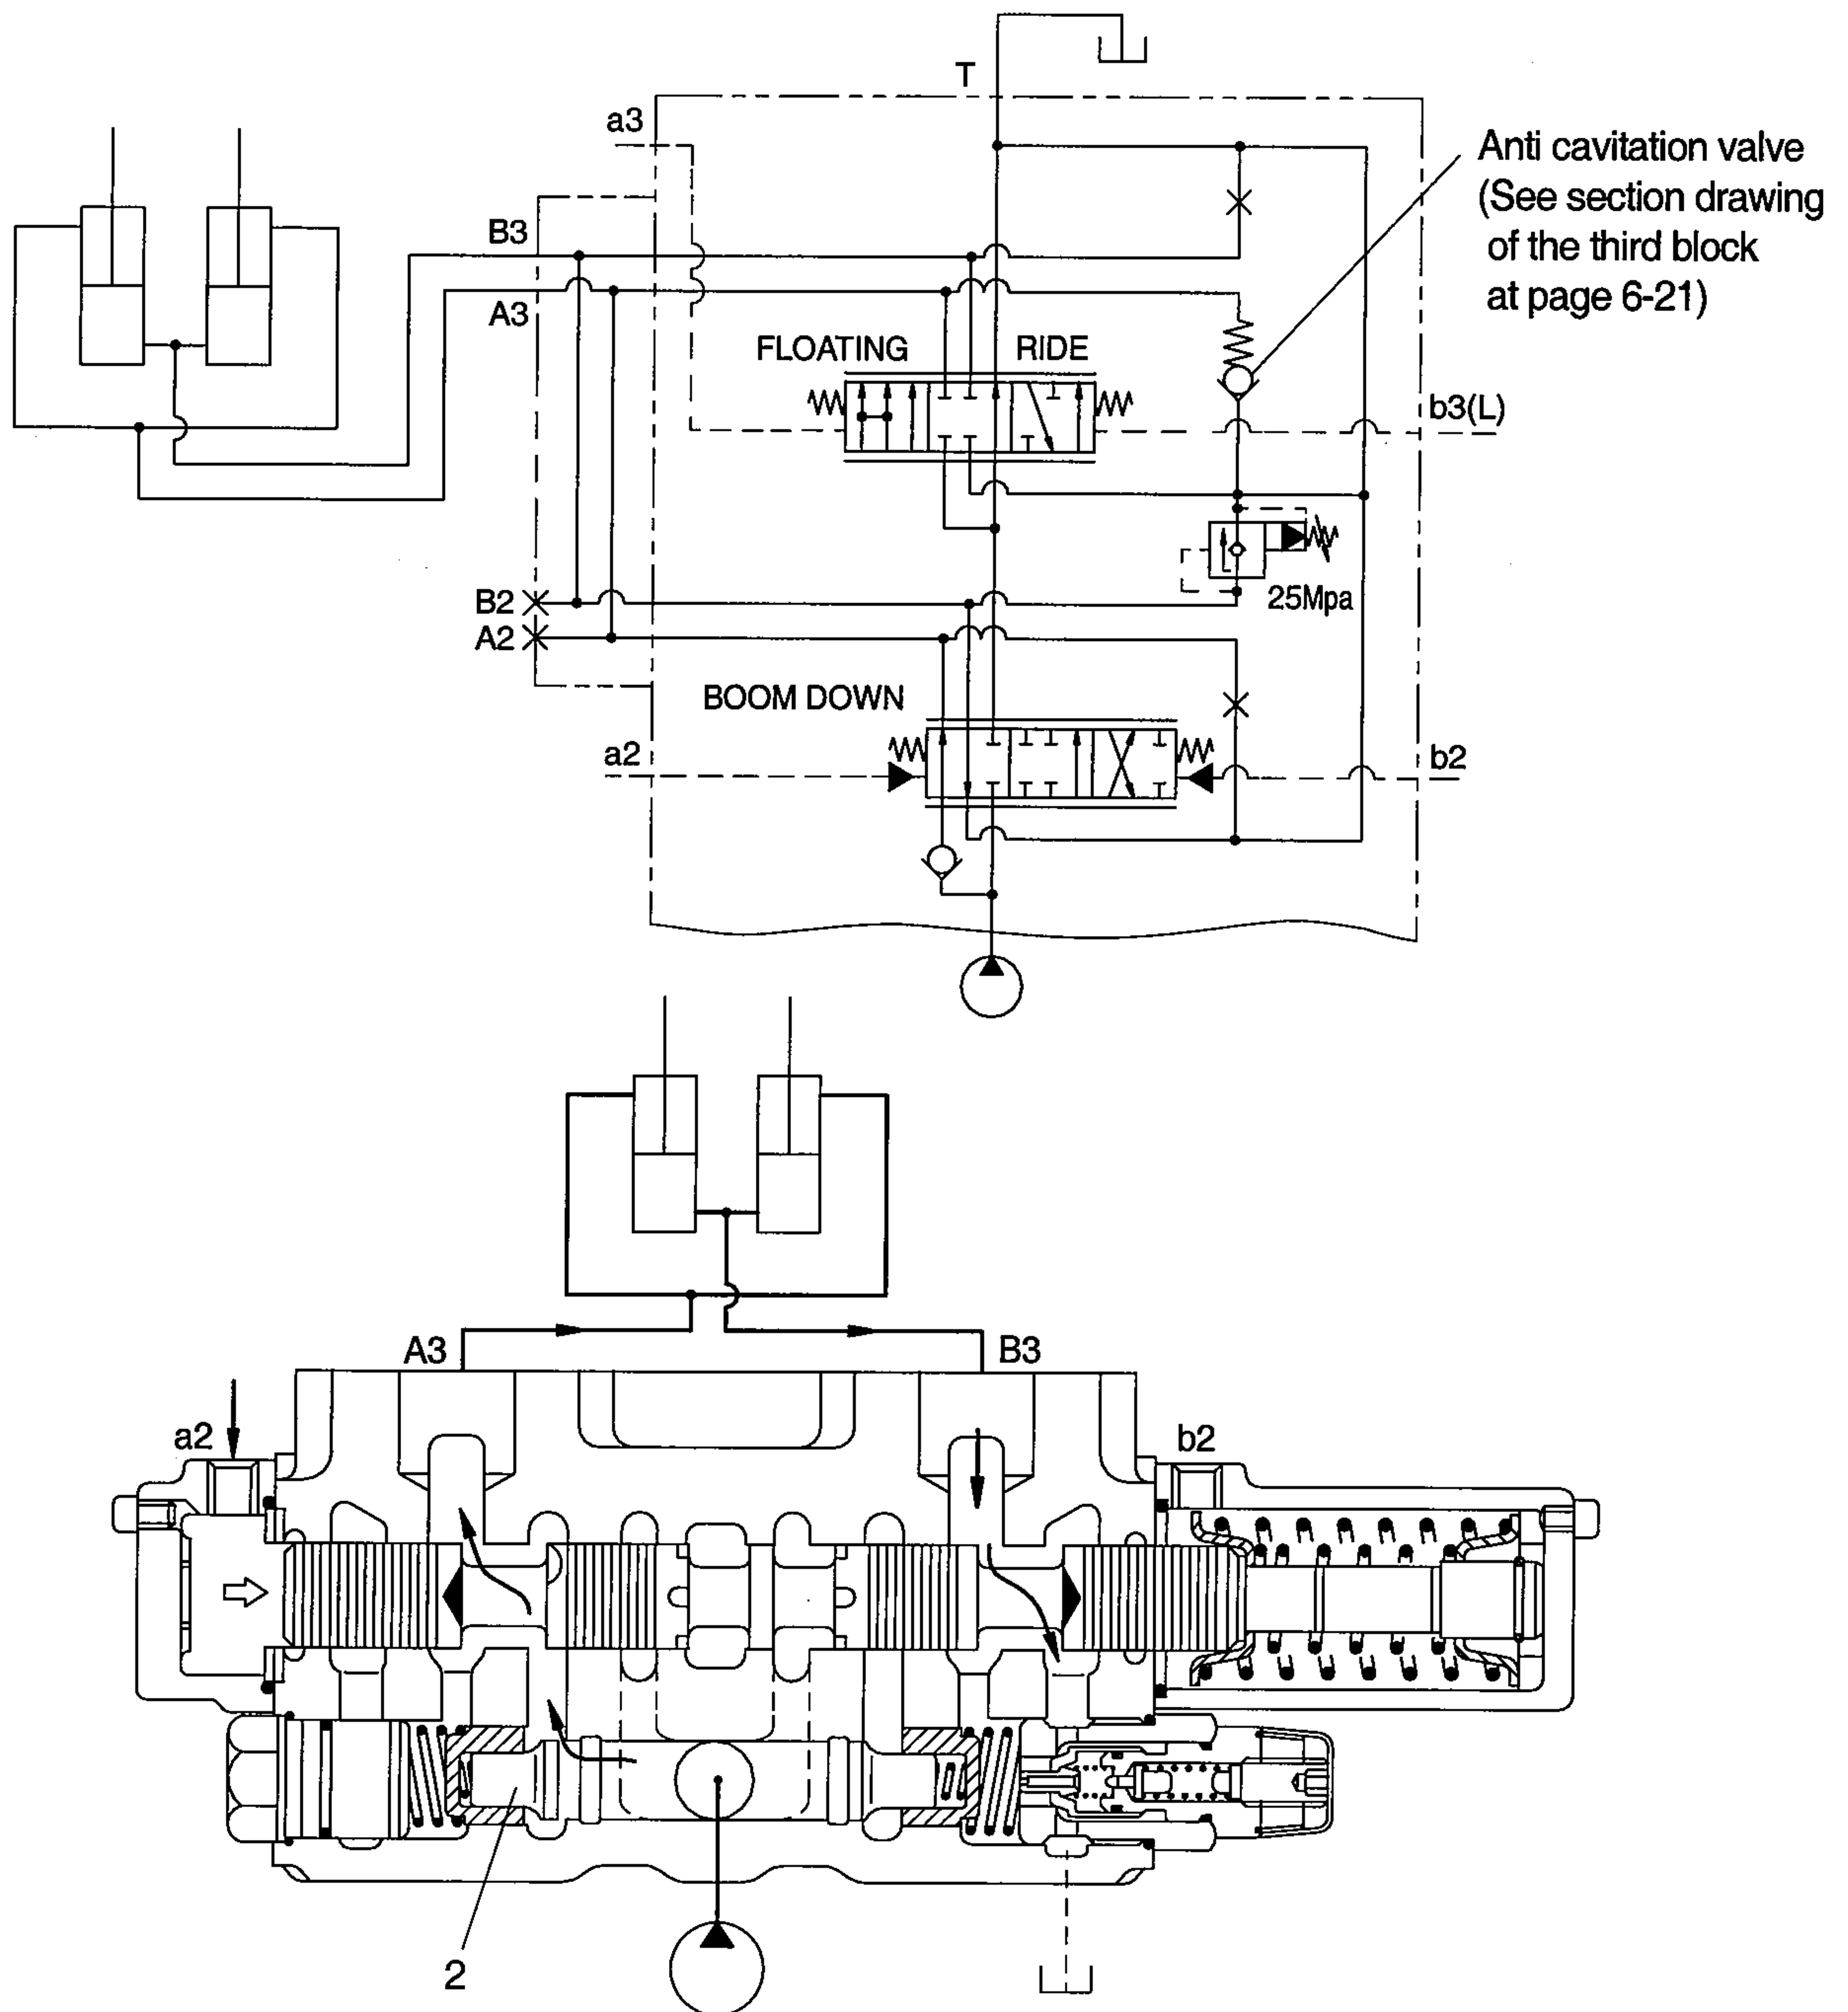 T
a3
Anti cavitation valve
(See section drawing
of the third block
at page 6-21)
B3
A3
FLOATING
RIDE
b3(L)
B2
25Mpa
A2
BOOM DOWN
a2
b2
A3
B3
a2
b2
2